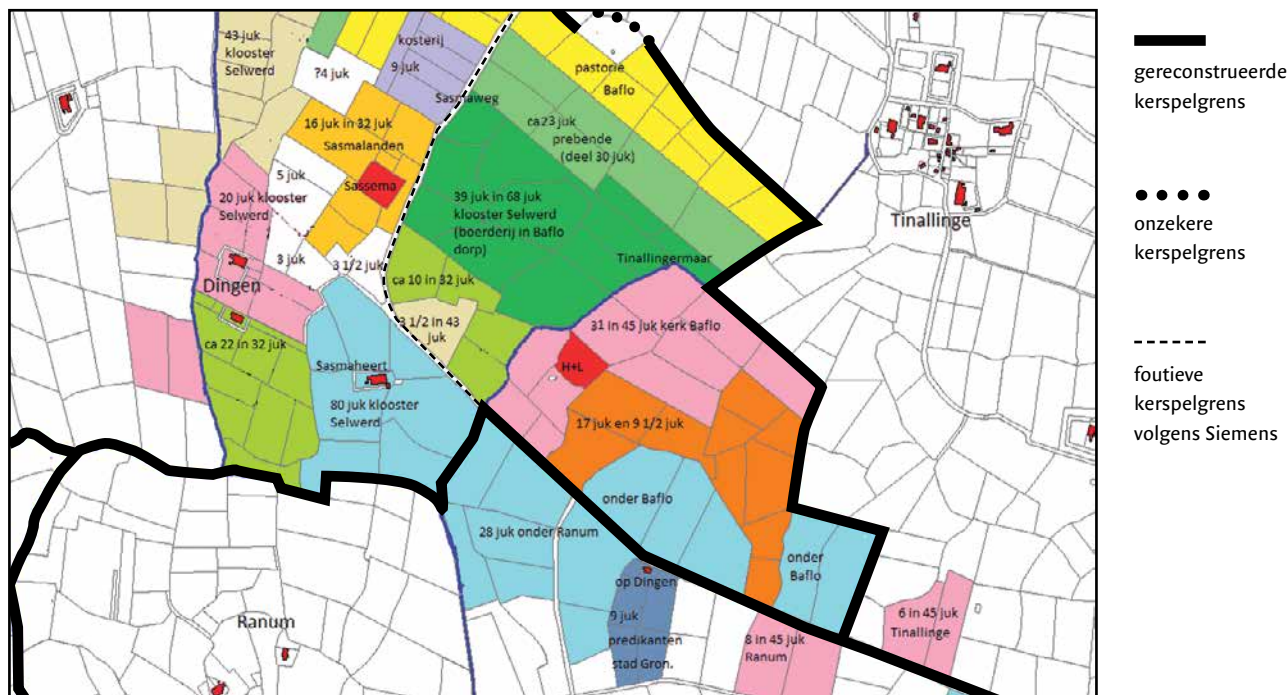 43 juk
klooster
Selwerd
?4 juk
kosterij
9 juk
Sasmaweg
pastorie
Baflo
ca 23 juk
prebende
(deel 30 juk)
16 juk in 32 juk
Sasmalanden
Sassema
5 juk
20 juk klooster
Selwerd
39 juk in 68 juk
klooster Selwerd
(boerderij in Baflo
dorp)
Tinallinge
Tinallingermaar
3 juk
3 1/2 juk
Dingen
ca 10 in 32 juk
3 1/2 in 43
juk
31 in 45 juk kerk Baflo
ca 22 in 32 juk
Sasmaheert
H+L
80 juk klooster
Selwerd
17 juk en 9 1/2 juk
onder Baflo
28 juk onder Ranum
onder
Baflo
op Dingen
9 juk
predikanten
stad Gron.
Ranum
8 in 45 juk
Ranum
6 in 45 juk
Tinallinge
gereconstrueerde
kerspelgrens
onzekere
kerspelgrens
foutieve
kerspelgrens
volgens Siemens